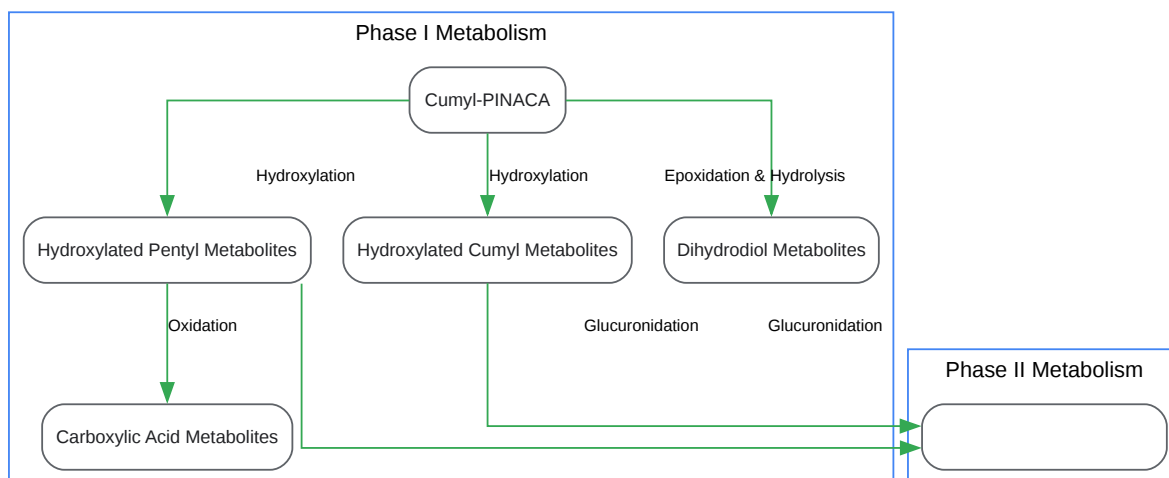 Phase I Metabolism
Cumyl-PINACA
Hydroxylation
Hydroxylation
Epoxidation & Hydrolysis
Hydroxylated Pentyl Metabolites
Hydroxylated Cumyl Metabolites
Dihydrodiol Metabolites
Oxidation
Glucuronidation
Glucuronidation
Phase II Metabolism
Carboxylic Acid Metabolites